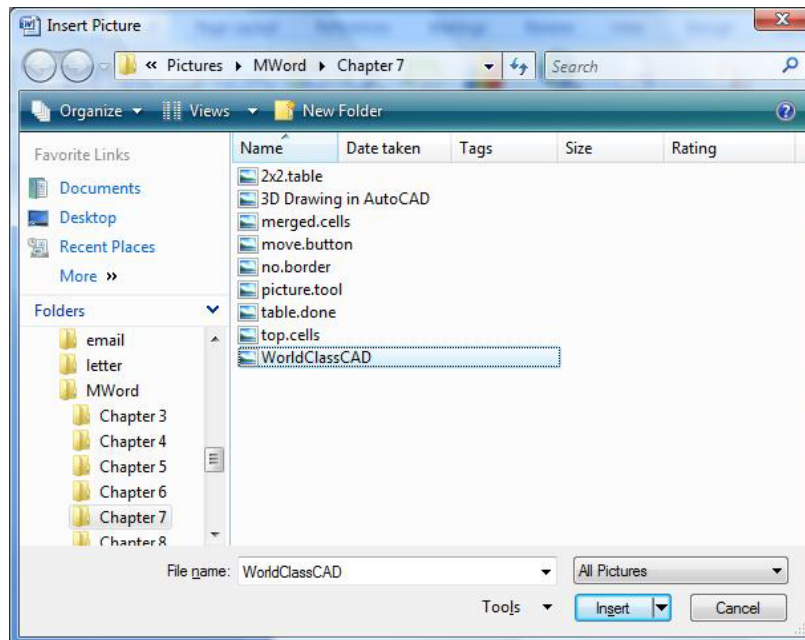 Insert Picture
« Pictures ▸ MWord ▸ Chapter 7 Search
Organize Views New Folder
Favorite Links
Documents
Desktop
Recent Places
More »
Folders
email
letter
MWord
Chapter 3
Chapter 4
Chapter 5
Chapter 6
Chapter 7
Chapter 8
Name Date taken Tags Size Rating
2x2.table
3D Drawing in AutoCAD
merged.cells
move.button
no.border
picture.tool
table.done
top.cells
WorldClassCAD
File name: WorldClassCAD All Pictures
Tools Insert Cancel